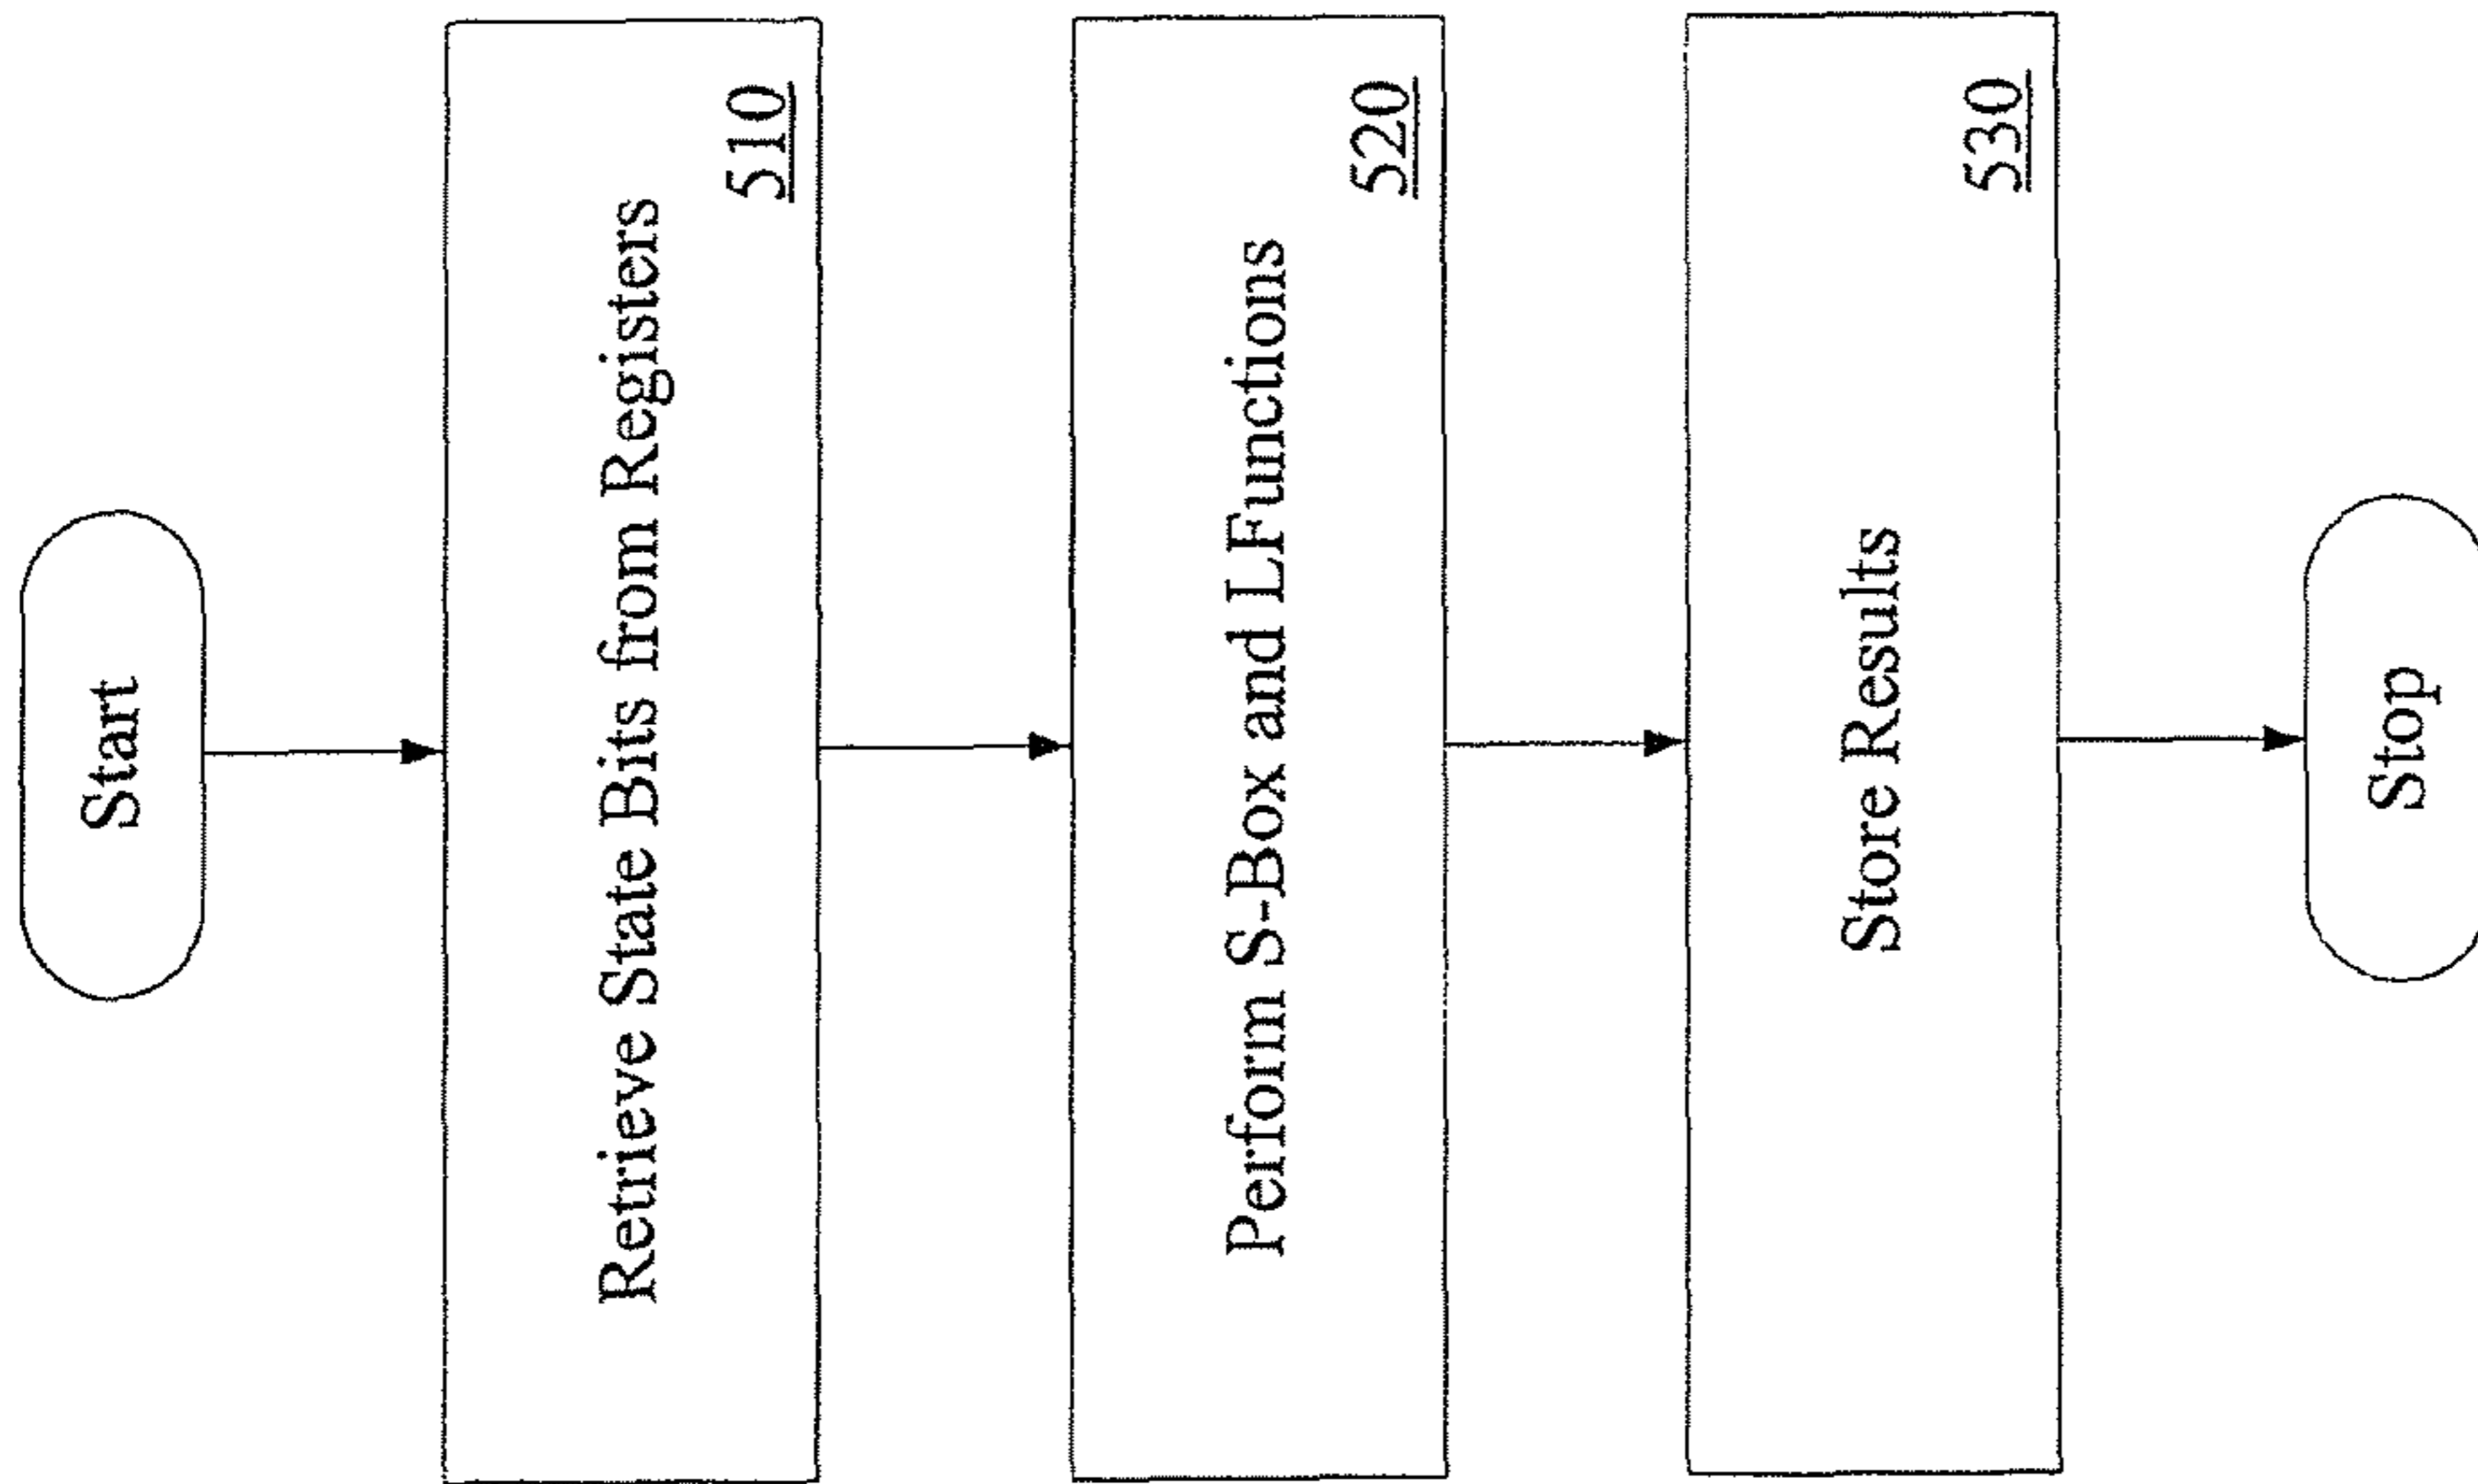 Start
Retrieve State Bits from Registers
510
Perform S-Box and LFunctions
520
Store Results
530
Stop